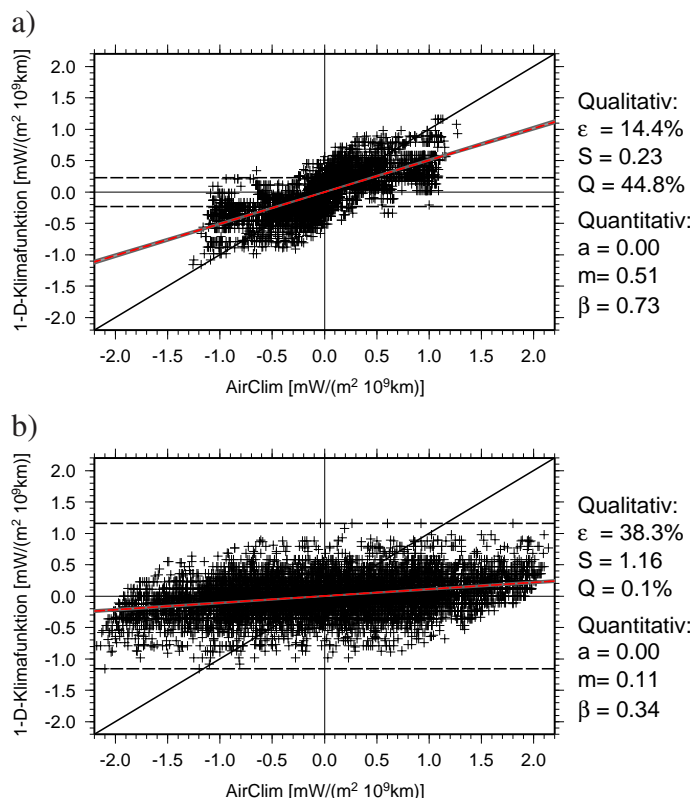 a)
1-D-Klimafunktion [mW/(m² 10⁹km)]
2.0
1.5
1.0
0.5
0.0
-0.5
-1.0
-1.5
-2.0
-2.0 -1.5 -1.0 -0.5 0.0 0.5 1.0 1.5 2.0
AirClim [mW/(m² 10⁹km)]
Qualitativ:
ε = 14.4%
S = 0.23
Q = 44.8%
Quantitativ:
a = 0.00
m= 0.51
β = 0.73
b)
1-D-Klimafunktion [mW/(m² 10⁹km)]
2.0
1.5
1.0
0.5
0.0
-0.5
-1.0
-1.5
-2.0
-2.0 -1.5 -1.0 -0.5 0.0 0.5 1.0 1.5 2.0
AirClim [mW/(m² 10⁹km)]
Qualitativ:
ε = 38.3%
S = 1.16
Q = 0.1%
Quantitativ:
a = 0.00
m = 0.11
β = 0.34